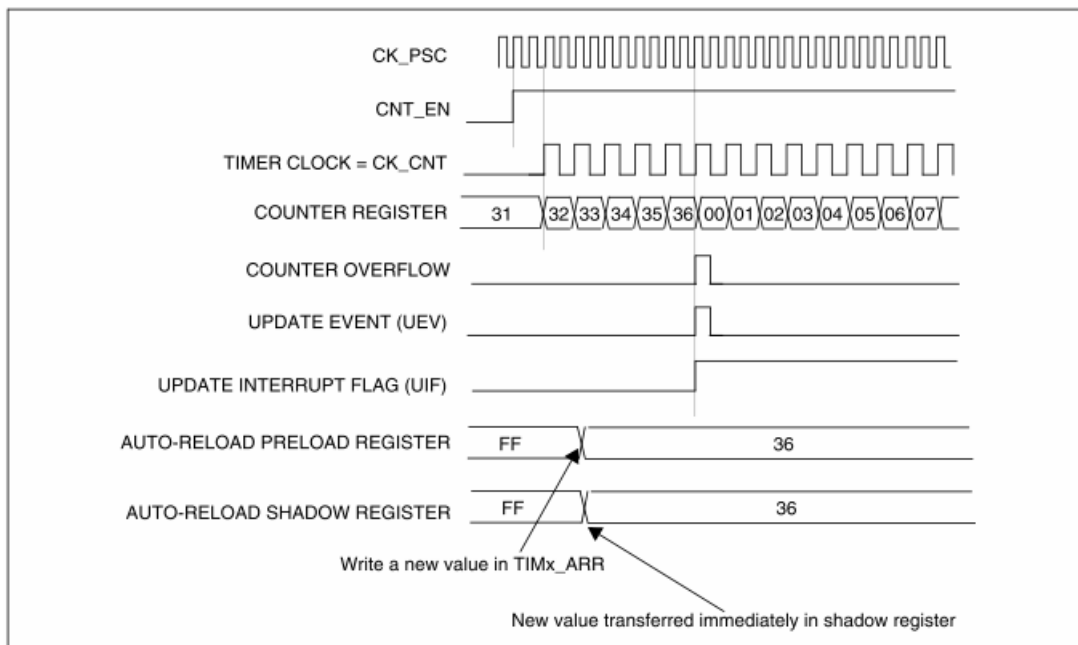 CK_PSC
CNT_EN
TIMER CLOCK = CK_CNT
COUNTER REGISTER 31 32 33 34 35 36 00 01 02 03 04 05 06 07
COUNTER OVERFLOW
UPDATE EVENT (UEV)
UPDATE INTERRUPT FLAG (UIF)
AUTO-RELOAD PRELOAD REGISTER FF 36
AUTO-RELOAD SHADOW REGISTER FF 36
Write a new value in TIMx_ARR
New value transferred immediately in shadow register